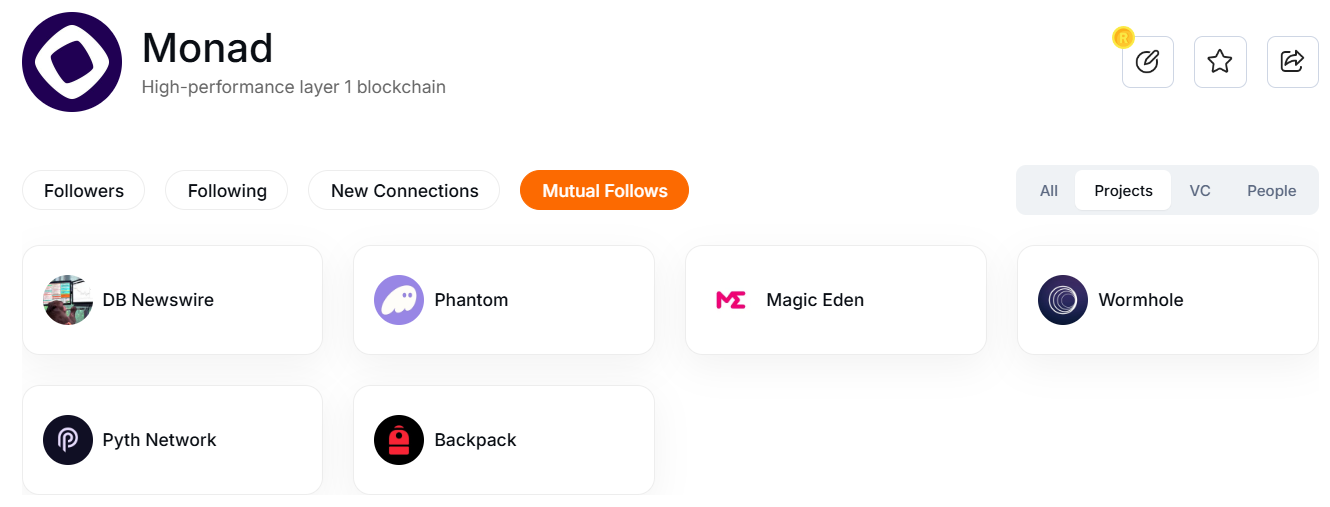 Monad
High-performance layer 1 blockchain
R
Followers
Following
New Connections
Mutual Follows
All
Projects
VC
People
DB Newswire
Phantom
ME
Magic Eden
Wormhole
Pyth Network
Backpack